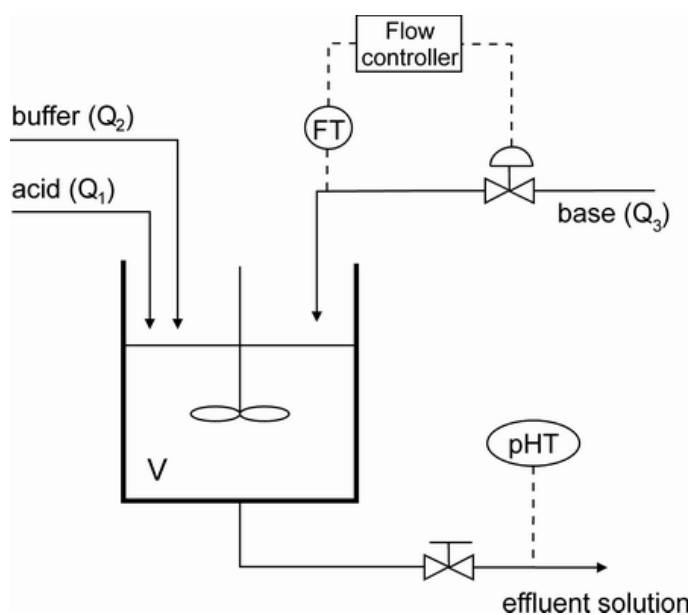 Flow
controller
buffer (Q₂)
FT
acid (Q₁)
base (Q₃)
V
pHT
effluent solution